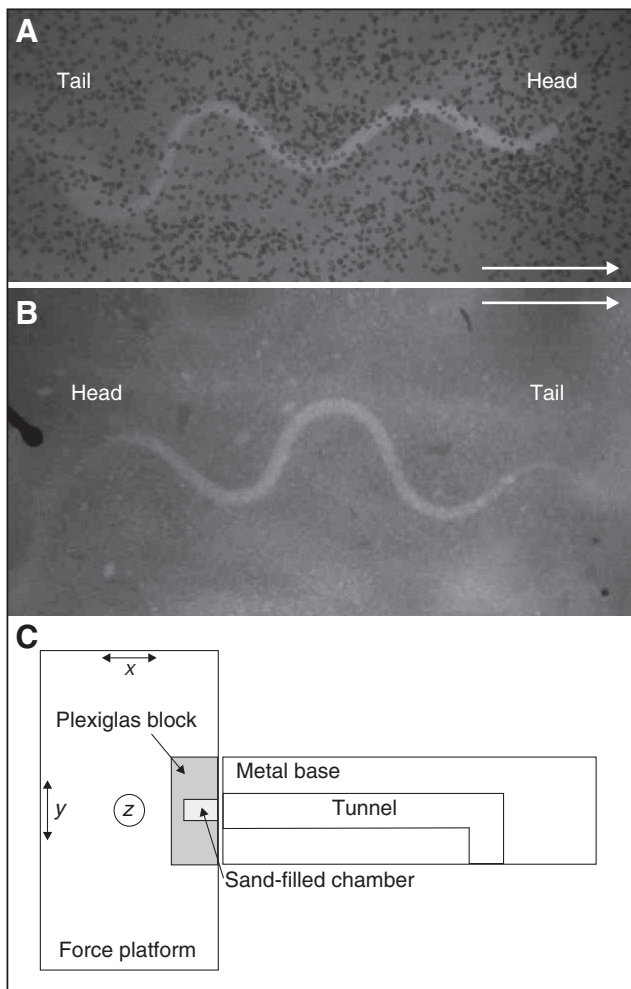 A
Tail
Head
B
Head
Tail
C
x
Plexiglas block
Metal base
y
z
Tunnel
Sand-filled chamber
Force platform